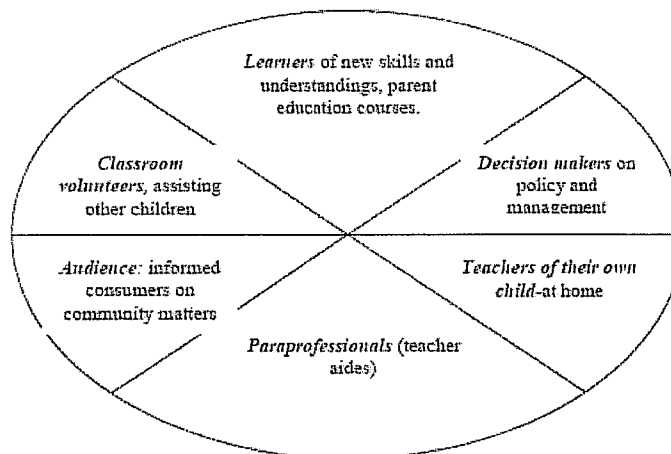 Learners of new skills and
understandings, parent
education courses.
Classroom
volunteers, assisting
other children
Decision makers on
policy and
management
Audience: informed
consumers on
community matters
Teachers of their own
child-at home
Paraprofessionals (teacher
aides)